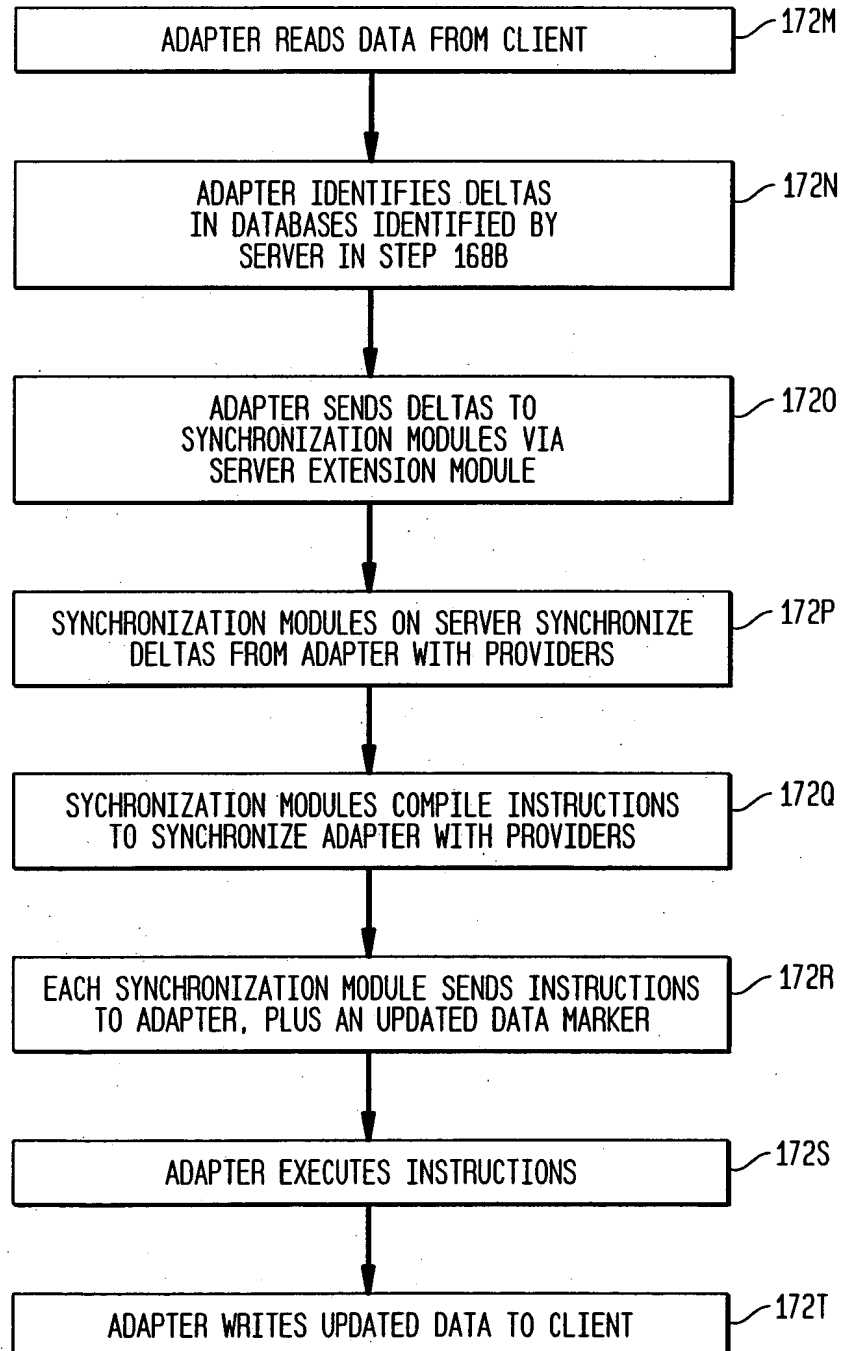 ADAPTER READS DATA FROM CLIENT
172M
ADAPTER IDENTIFIES DELTAS
IN DATABASES IDENTIFIED BY
SERVER IN STEP 168B
172N
ADAPTER SENDS DELTAS TO
SYNCHRONIZATION MODULES VIA
SERVER EXTENSION MODULE
172O
SYNCHRONIZATION MODULES ON SERVER SYNCHRONIZE
DELTAS FROM ADAPTER WITH PROVIDERS
172P
SYCHRONIZATION MODULES COMPILE INSTRUCTIONS
TO SYNCHRONIZE ADAPTER WITH PROVIDERS
172Q
EACH SYNCHRONIZATION MODULE SENDS INSTRUCTIONS
TO ADAPTER, PLUS AN UPDATED DATA MARKER
172R
ADAPTER EXECUTES INSTRUCTIONS
172S
ADAPTER WRITES UPDATED DATA TO CLIENT
172T